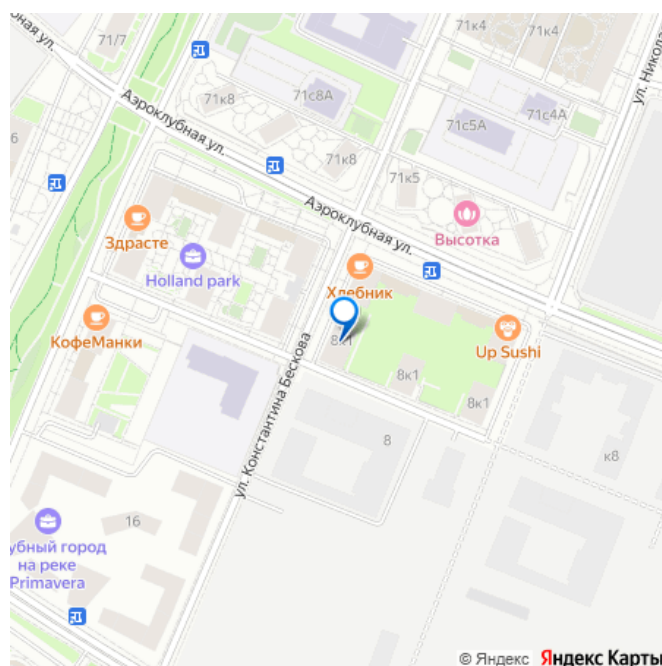 71/7
71к4
71к4
ул. Никола
Аэроклубная ул.
71к8
71с8А
71с4А
71с5А
6
71к8
71к5
Аэроклубная ул.
Высотка
Здрасте
Holland park
Хлебник
КофеМанки
8к1
Up Sushi
ул. Константина Бескова
8к1
8к1
8
к8
16
убный город
на реке
Primavera
© Яндекс Яндекс Карты